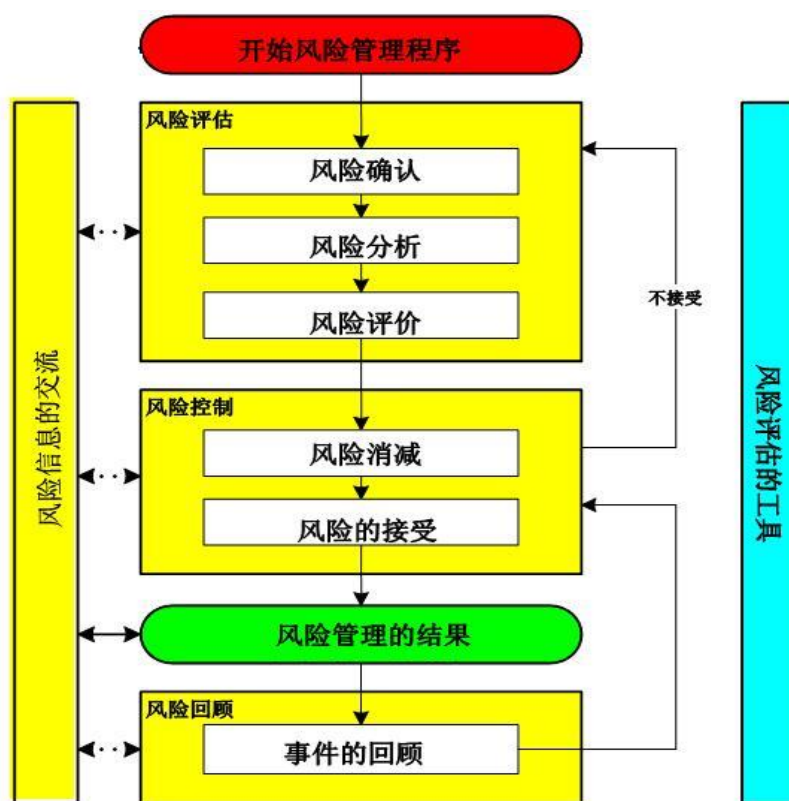 开始风险管理程序
风险评估
风险确认
风险分析
风险评价
不接受
风险控制
风险消减
风险的接受
风险管理的结果
风险回顾
事件的回顾
风险信息的交流
风险评估的工具